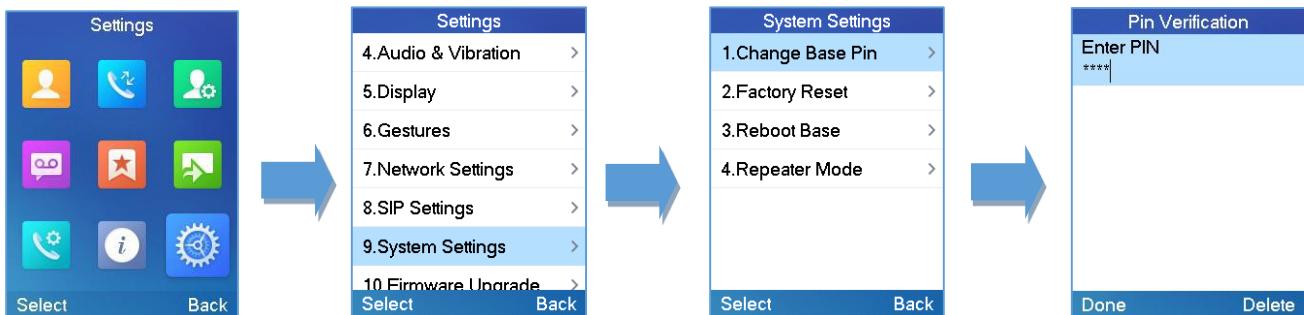 Settings
Select Back
Settings
4.Audio & Vibration
5.Display
6.Gestures
7.Network Settings
8.SIP Settings
9.System Settings
10 Firmware Upgrade
Select Back
System Settings
1.Change Base Pin
2.Factory Reset
3.Reboot Base
4.Repeater Mode
Select Back
Pin Verification
Enter PIN
****
Done Delete